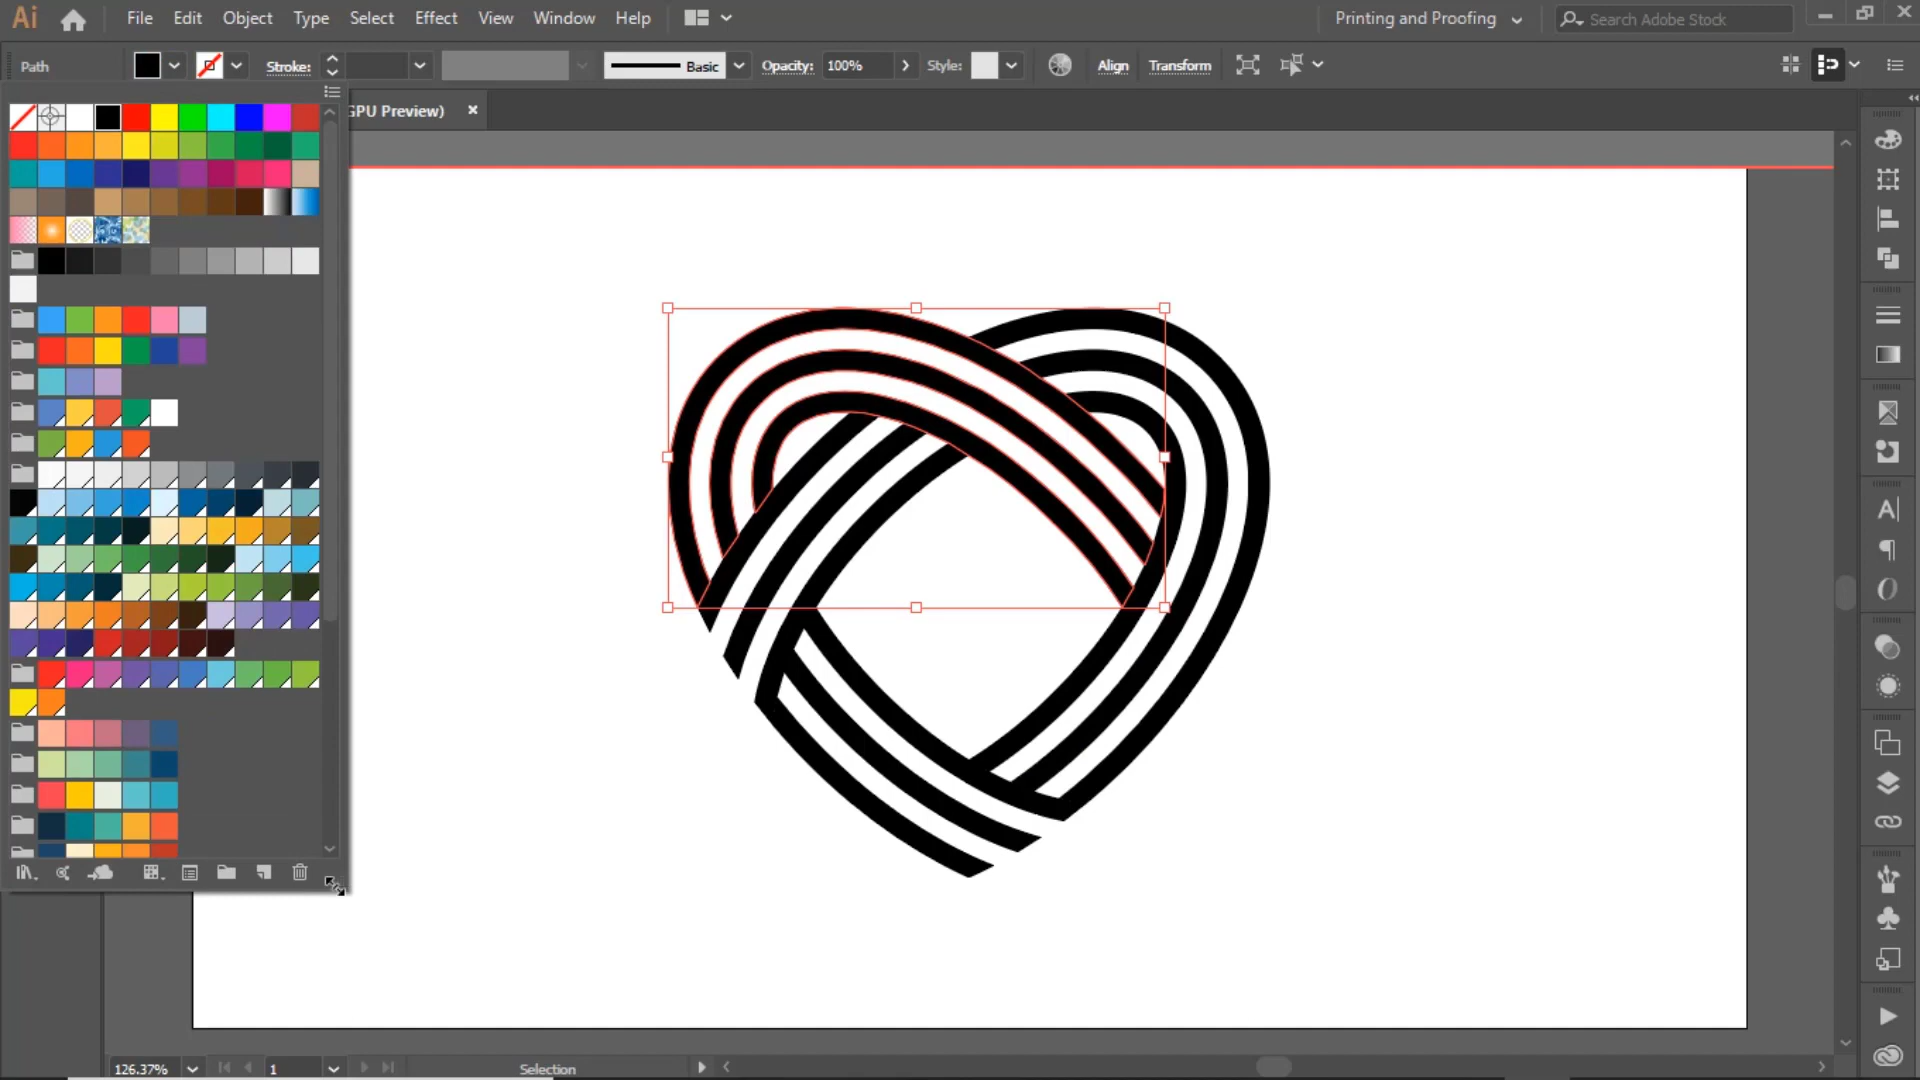 Ai File Edit Object Type Select Effect View Window Help Printing and Proofing Search Adobe Stock
Path Stroke: Basic Opacity: 100% Style: Align Transform
GPU Preview) ×
126.37% 1 Selection